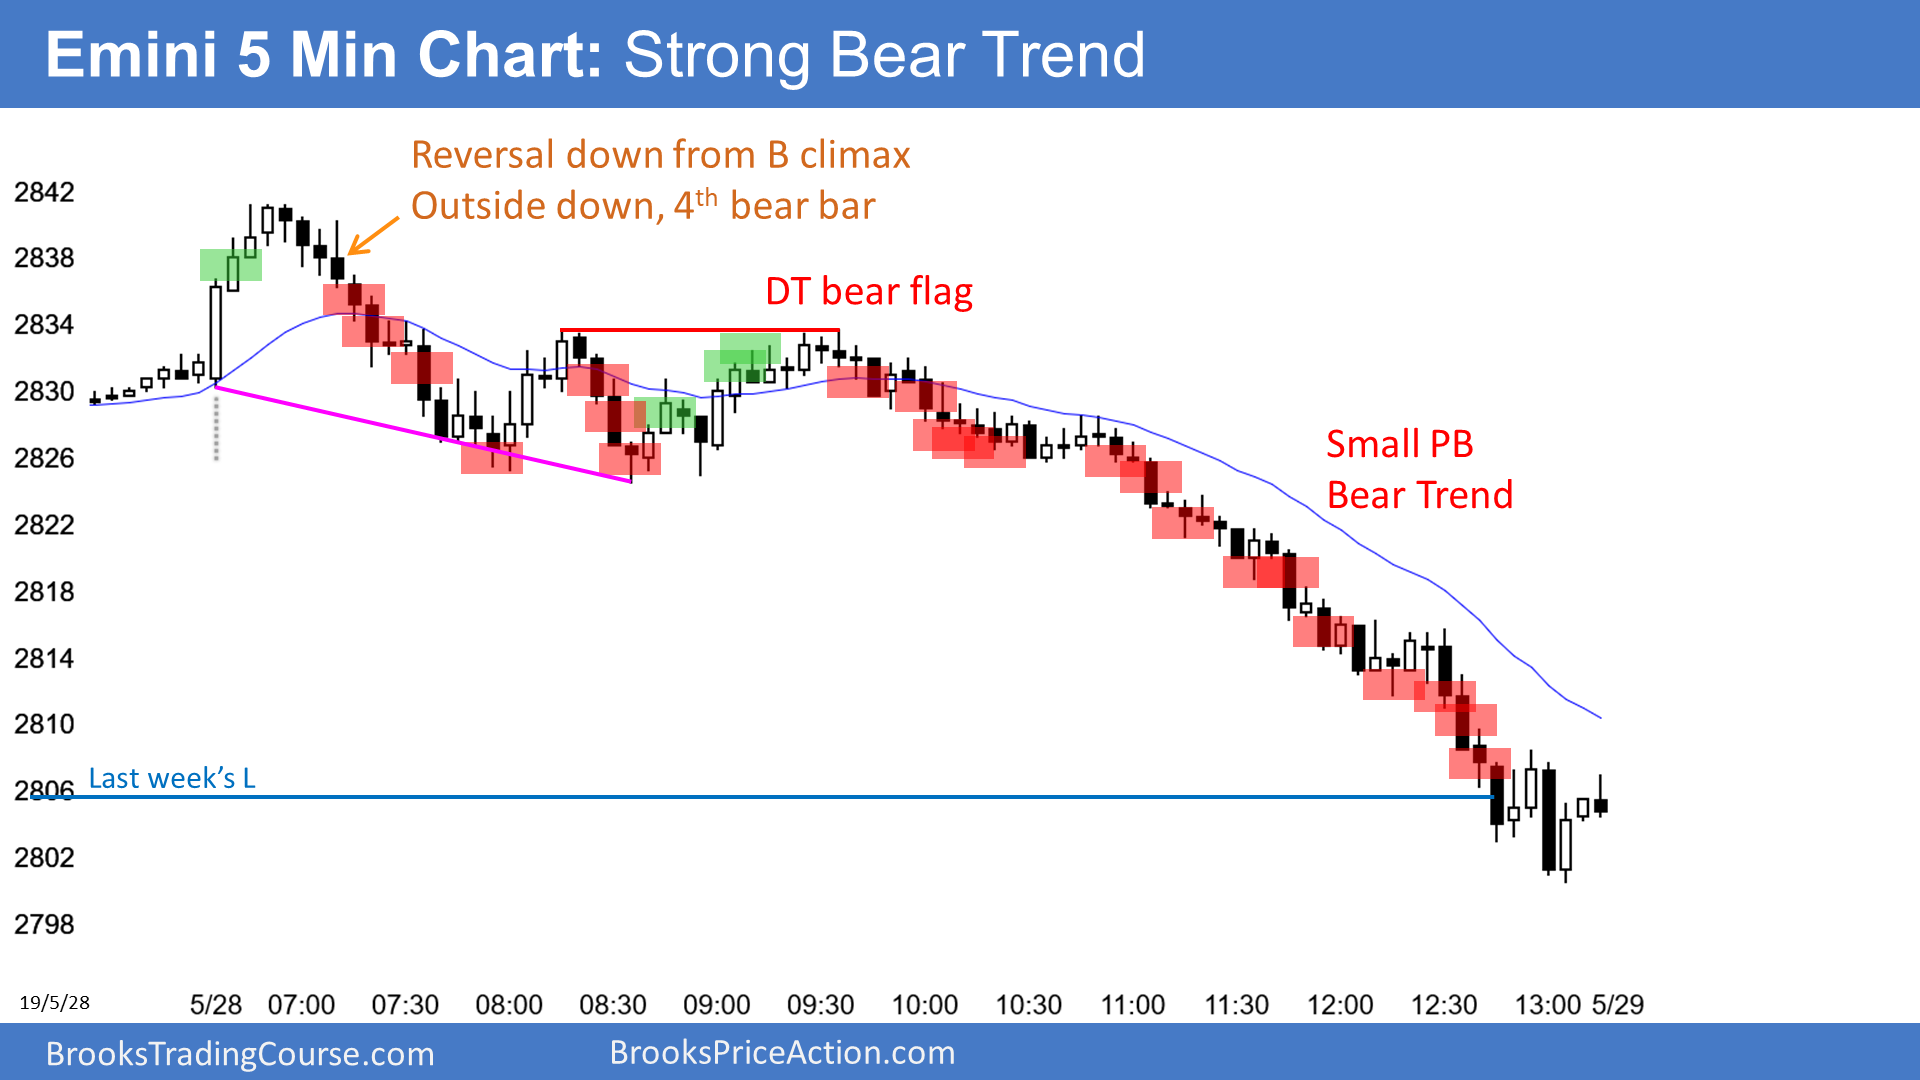 Emini 5 Min Chart: Strong Bear Trend
Reversal down from B climax
Outside down, 4th bear bar
2842
2838
2834
2830
2826
2822
2818
2814
2810
2806
2802
2798
DT bear flag
Small PB
Bear Trend
Last week’s L
19/5/28
5/28 07:00 07:30 08:00 08:30 09:00 09:30 10:00 10:30 11:00 11:30 12:00 12:30 13:00 5/29
BrooksTradingCourse.com
BrooksPriceAction.com